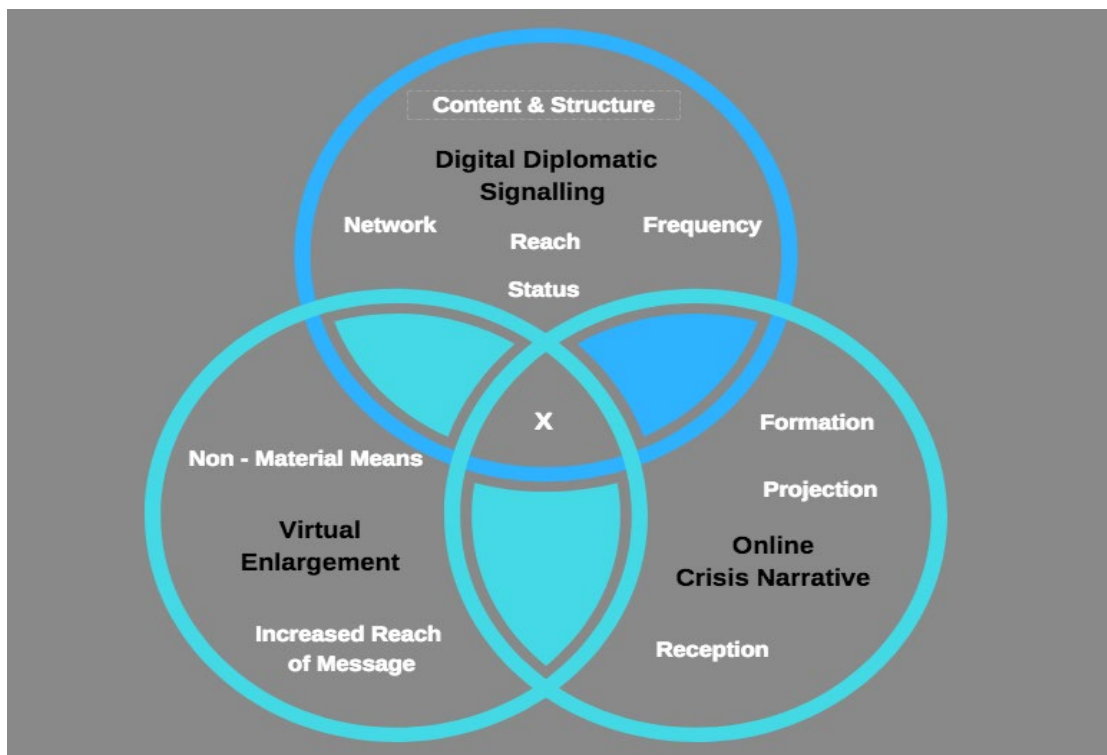 Content & Structure
Digital Diplomatic
Signalling
Network
Reach
Frequency
Status
X
Non - Material Means
Virtual
Enlargement
Increased Reach
of Message
Formation
Projection
Online
Crisis Narrative
Reception